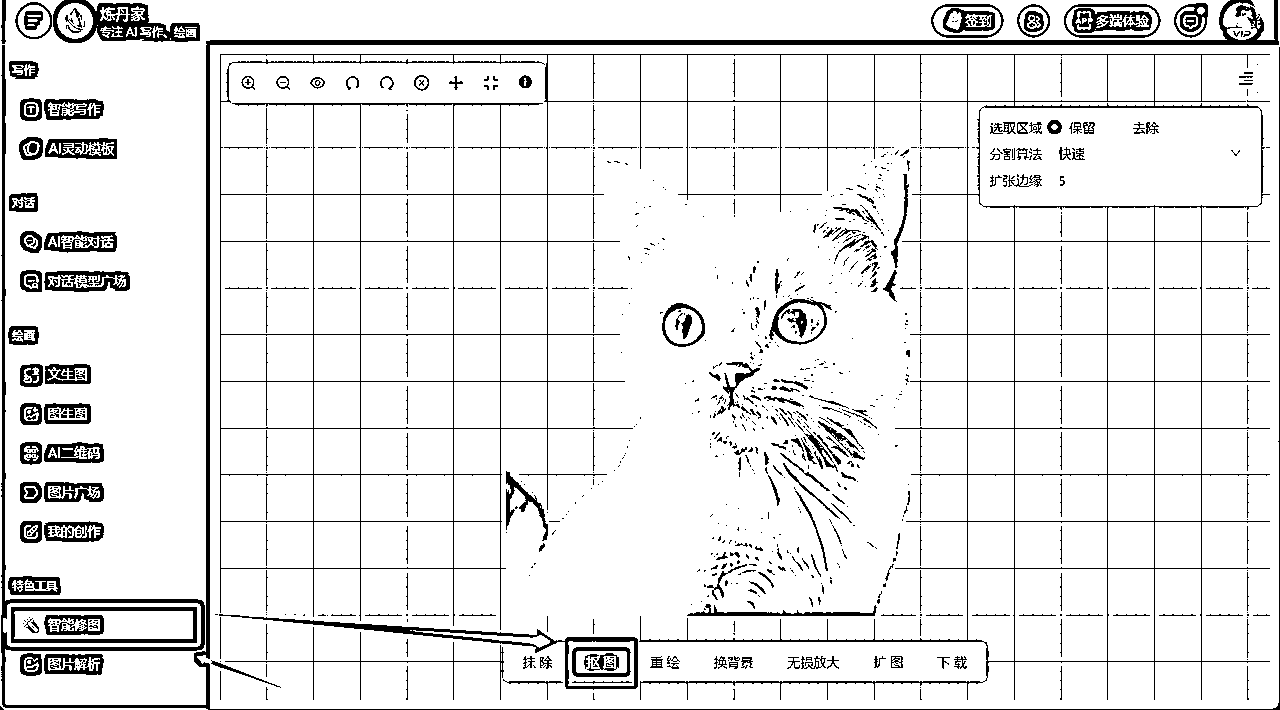 炼丹家
专注 AI 写作、绘画
签到
多端体验
VIP
写作
智能写作
AI灵动模板
对话
AI智能对话
对话模型广场
绘画
文生图
图生图
AI二维码
图片广场
我的创作
特色工具
智能修图
图片解析
选取区域 保留 去除
分割算法 快速
扩张边缘 5
抹除 抠图 重绘 换背景 无损放大 扩图 下载